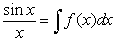 sin x / x = ∫ f(x)dx